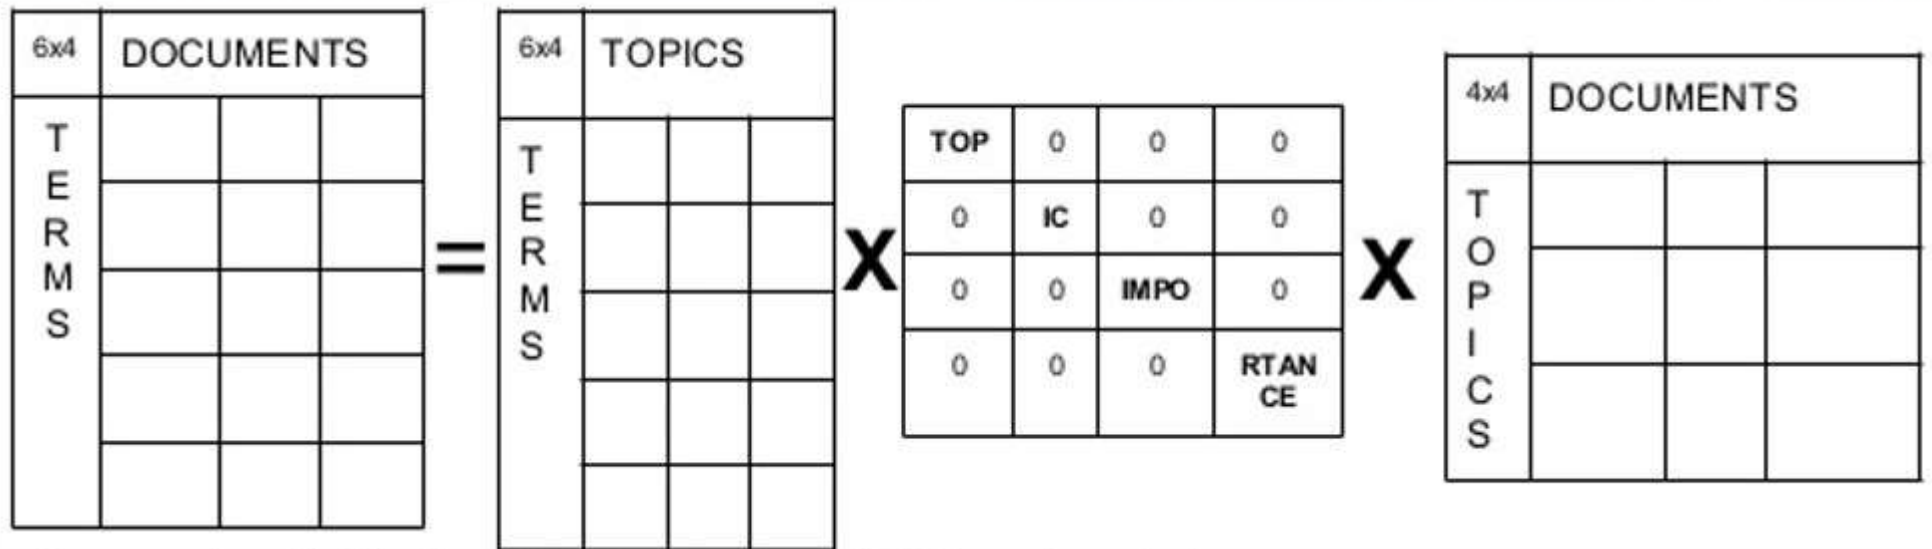 6x4 DOCUMENTS
T
E
R
M
S
=
6x4 TOPICS
T
E
R
M
S
X
TOP 0 0 0
0 IC 0 0
0 0 IMPO 0
0 0 0 RTAN
CE
X
4x4 DOCUMENTS
T
O
P
I
C
S